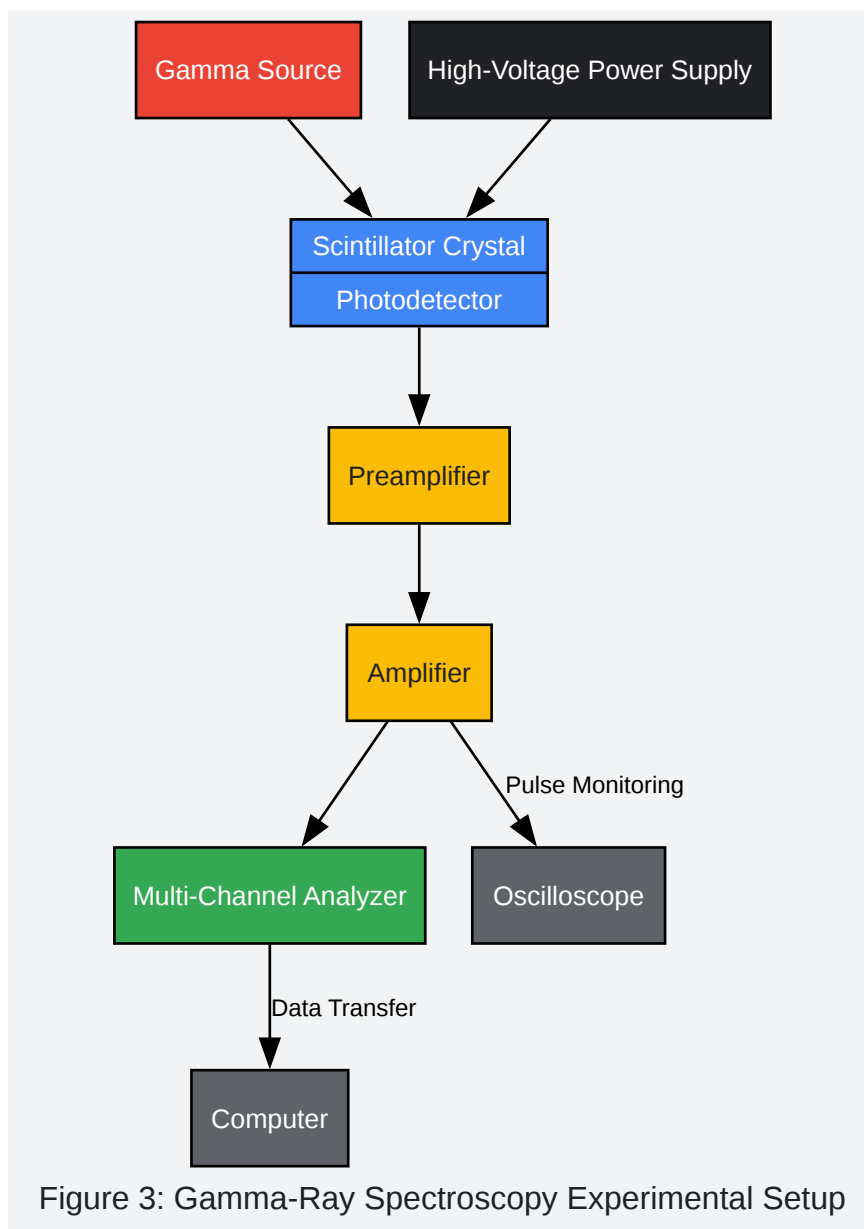 Gamma Source
High-Voltage Power Supply
Scintillator Crystal
Photodetector
Preamplifier
Amplifier
Pulse Monitoring
Multi-Channel Analyzer
Oscilloscope
Data Transfer
Computer
Figure 3: Gamma-Ray Spectroscopy Experimental Setup